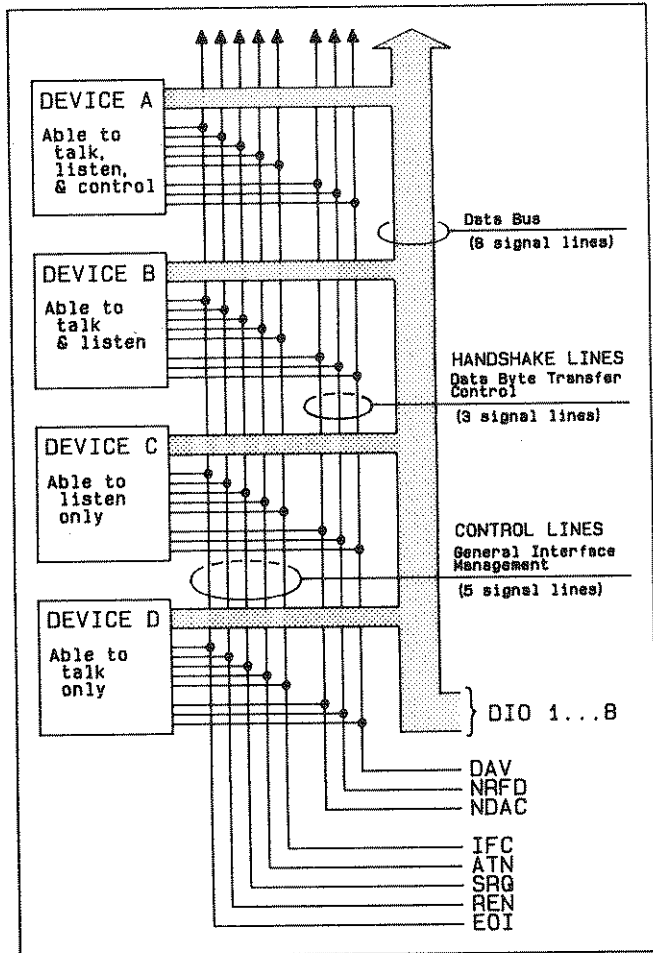 DEVICE A
Able to
talk,
listen,
& control
Data Bus
(8 signal lines)
DEVICE B
Able to
talk
& listen
HANDSHAKE LINES
Data Byte Transfer
Control
(3 signal lines)
DEVICE C
Able to
listen
only
CONTROL LINES
General Interface
Management
(5 signal lines)
DEVICE D
Able to
talk
only
DIO 1...8
DAV
NRFD
NDAC
IFC
ATN
SRQ
REN
EOI